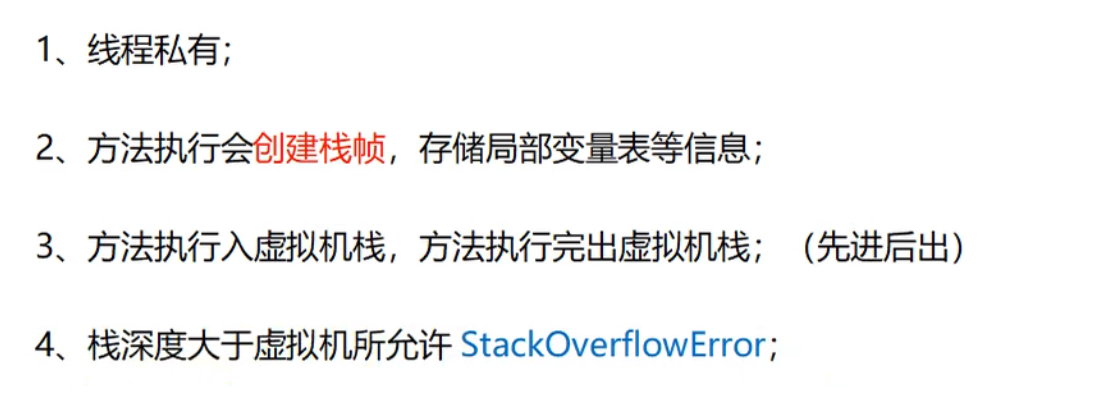 1、线程私有;
2、方法执行会创建栈帧，存储局部变量表等信息;
3、方法执行入虚拟机栈，方法执行完出虚拟机栈;（先进后出）
4、栈深度大于虚拟机所允许 StackOverflowError;